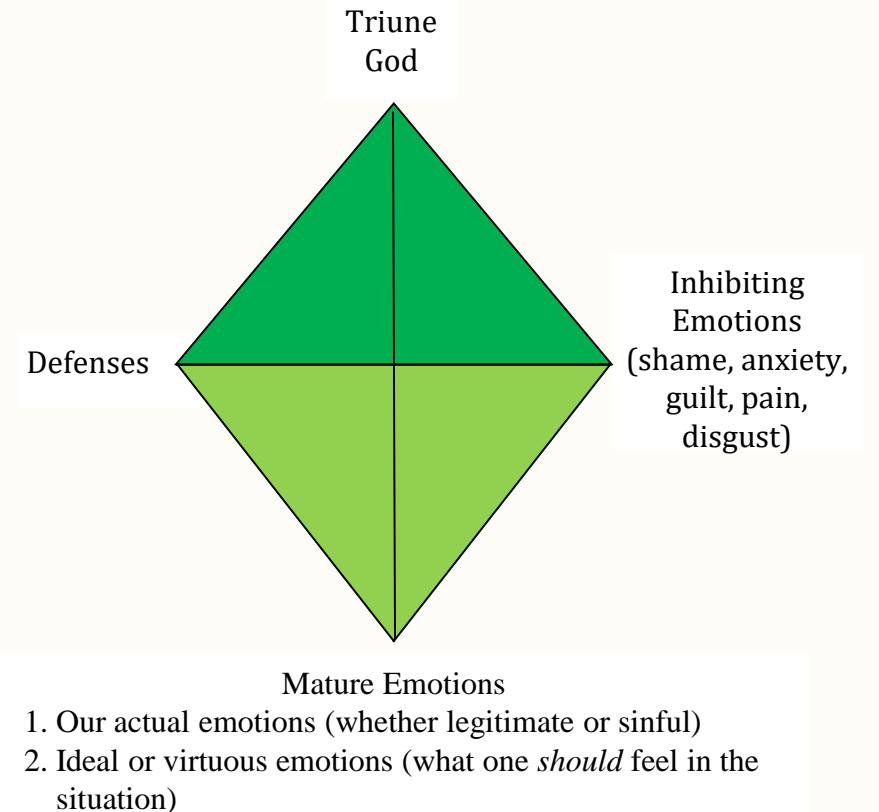 Triune
God
Defenses
Inhibiting
Emotions
(shame, anxiety,
guilt, pain,
disgust)
Mature Emotions
1. Our actual emotions (whether legitimate or sinful)
2. Ideal or virtuous emotions (what one should feel in the
situation)